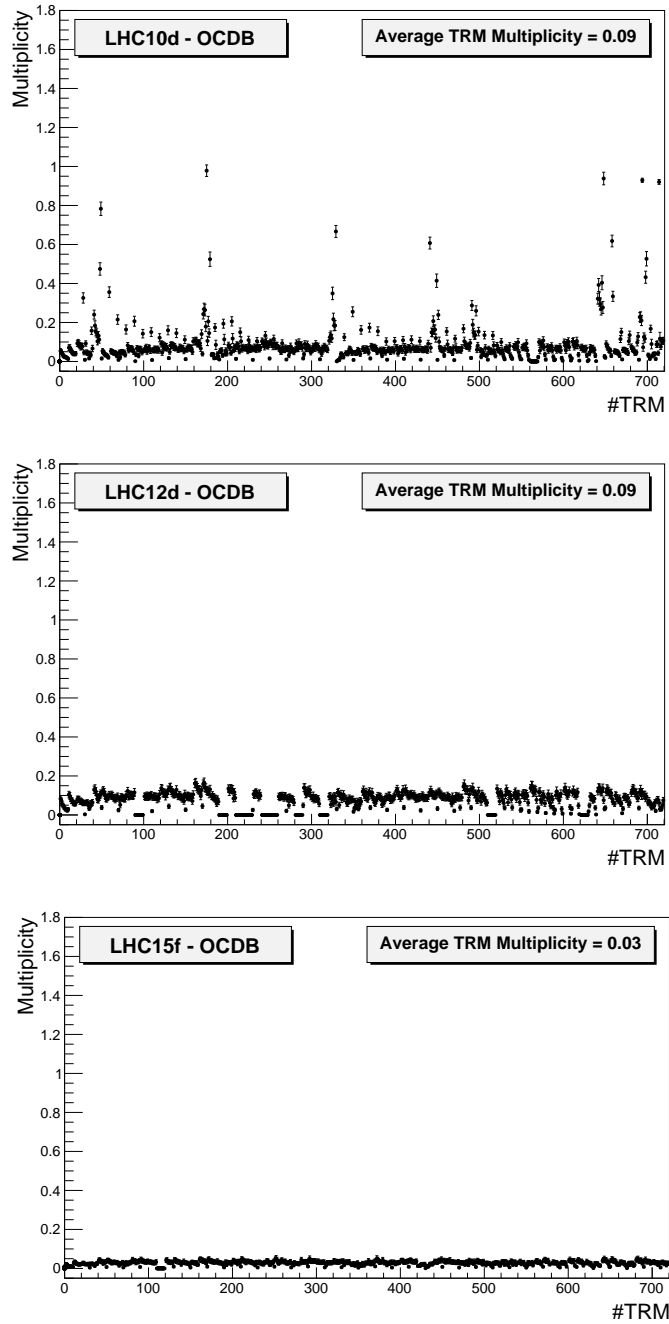 LHC10d - OCDB
Average TRM Multiplicity = 0.09
Multiplicity
1.8
1.6
1.4
1.2
1
0.8
0.6
0.4
0.2
0
0 100 200 300 400 500 600 700
#TRM
LHC12d - OCDB
Average TRM Multiplicity = 0.09
Multiplicity
1.8
1.6
1.4
1.2
1
0.8
0.6
0.4
0.2
0
0 100 200 300 400 500 600 700
#TRM
LHC15f - OCDB
Average TRM Multiplicity = 0.03
Multiplicity
1.8
1.6
1.4
1.2
1
0.8
0.6
0.4
0.2
0
0 100 200 300 400 500 600 700
#TRM